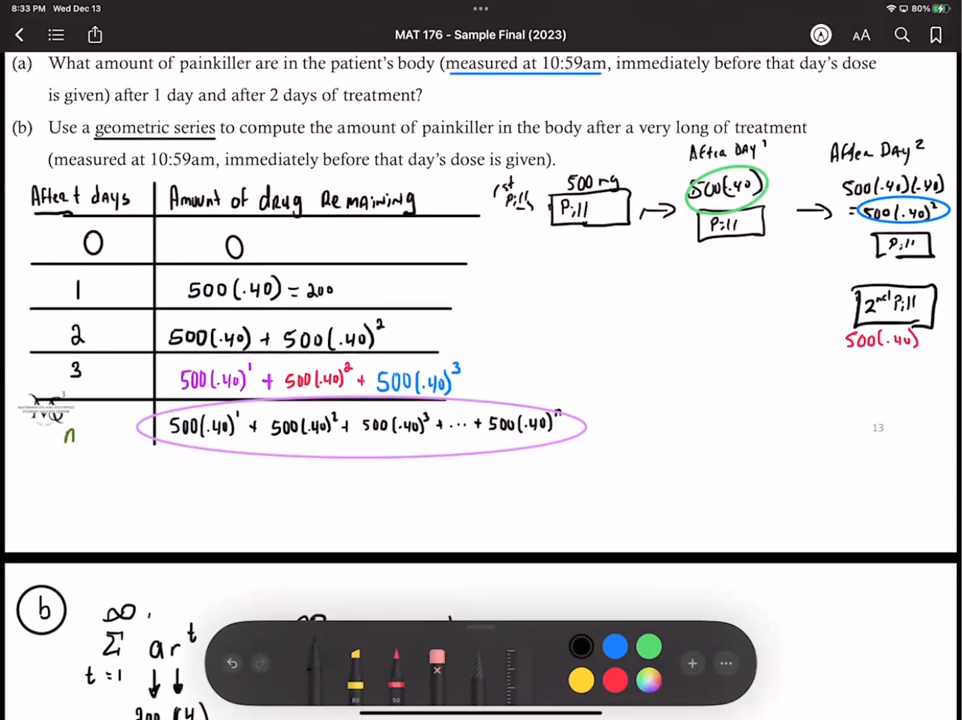 8:33 PM Wed Dec 13
80%
MAT 176 - Sample Final (2023)
AA
(a) What amount of painkiller are in the patient's body (measured at 10:59am, immediately before that day's dose
is given) after 1 day and after 2 days of treatment?
(b) Use a geometric series to compute the amount of painkiller in the body after a very long of treatment
(measured at 10:59am, immediately before that day's dose is given).
After t days Amount of drug Remaining
0 0
1 500(.40) = 200
2 500(.40) + 500(.40)^2
3 500(.40)^1 + 500(.40)^2 + 500(.40)^3
n 500(.40)^1 + 500(.40)^2 + 500(.40)^3 + ... + 500(.40)^n
1st
Pill
500 mg
Pill
After DAY 1
500(.40)
Pill
After DAY 2
500(.40)(.40)
= 500(.40)^2
Pill
2nd Pill
500(.40)
13
b
∞
Σ ar^t
t=1